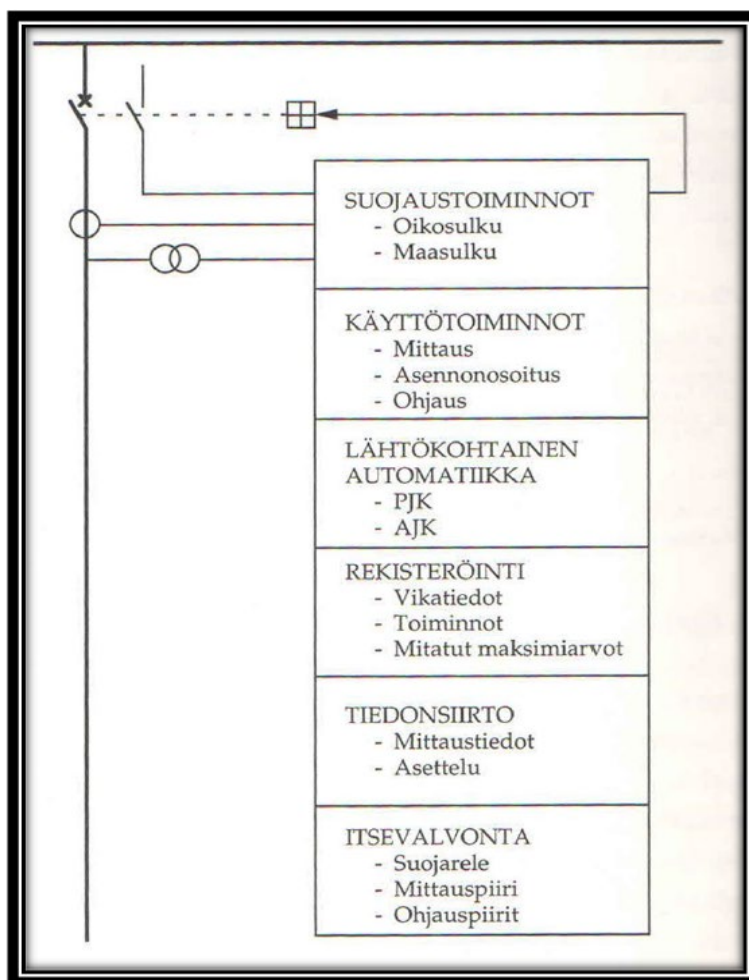 SUOJAUSTOIMINNOT
- Oikosulku
- Maasulku
KÄYTTÖTOIMINNOT
- Mittaus
- Asennonosoitus
- Ohjaus
LÄHTÖKOHTAINEN
AUTOMATIIKKA
- PJK
- AJK
REKISTERÖINTI
- Vikatiedot
- Toiminnot
- Mitatut maksimiarvot
TIEDONSIIRTO
- Mittaustiedot
- Asettelu
ITSEVALVONTA
- Suojarele
- Mittauspiiri
- Ohjauspiirit